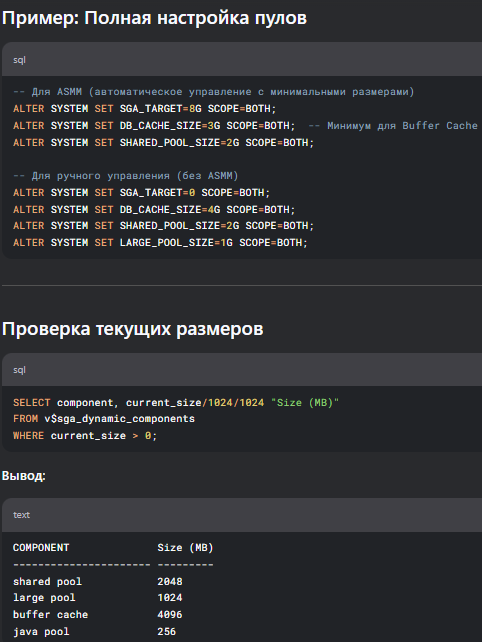 Пример: Полная настройка пулов
sql
-- Для ASMM (автоматическое управление с минимальными размерами)
ALTER SYSTEM SET SGA_TARGET=8G SCOPE=BOTH;
ALTER SYSTEM SET DB_CACHE_SIZE=3G SCOPE=BOTH;  -- Минимум для Buffer Cache
ALTER SYSTEM SET SHARED_POOL_SIZE=2G SCOPE=BOTH;
-- Для ручного управления (без ASMM)
ALTER SYSTEM SET SGA_TARGET=0 SCOPE=BOTH;
ALTER SYSTEM SET DB_CACHE_SIZE=4G SCOPE=BOTH;
ALTER SYSTEM SET SHARED_POOL_SIZE=2G SCOPE=BOTH;
ALTER SYSTEM SET LARGE_POOL_SIZE=1G SCOPE=BOTH;
Проверка текущих размеров
sql
SELECT component, current_size/1024/1024 "Size (MB)"
FROM v$sga_dynamic_components
WHERE current_size > 0;
Вывод:
text
COMPONENT              Size (MB)
---------------------- ---------
shared pool            2048
large pool             1024
buffer cache           4096
java pool              256